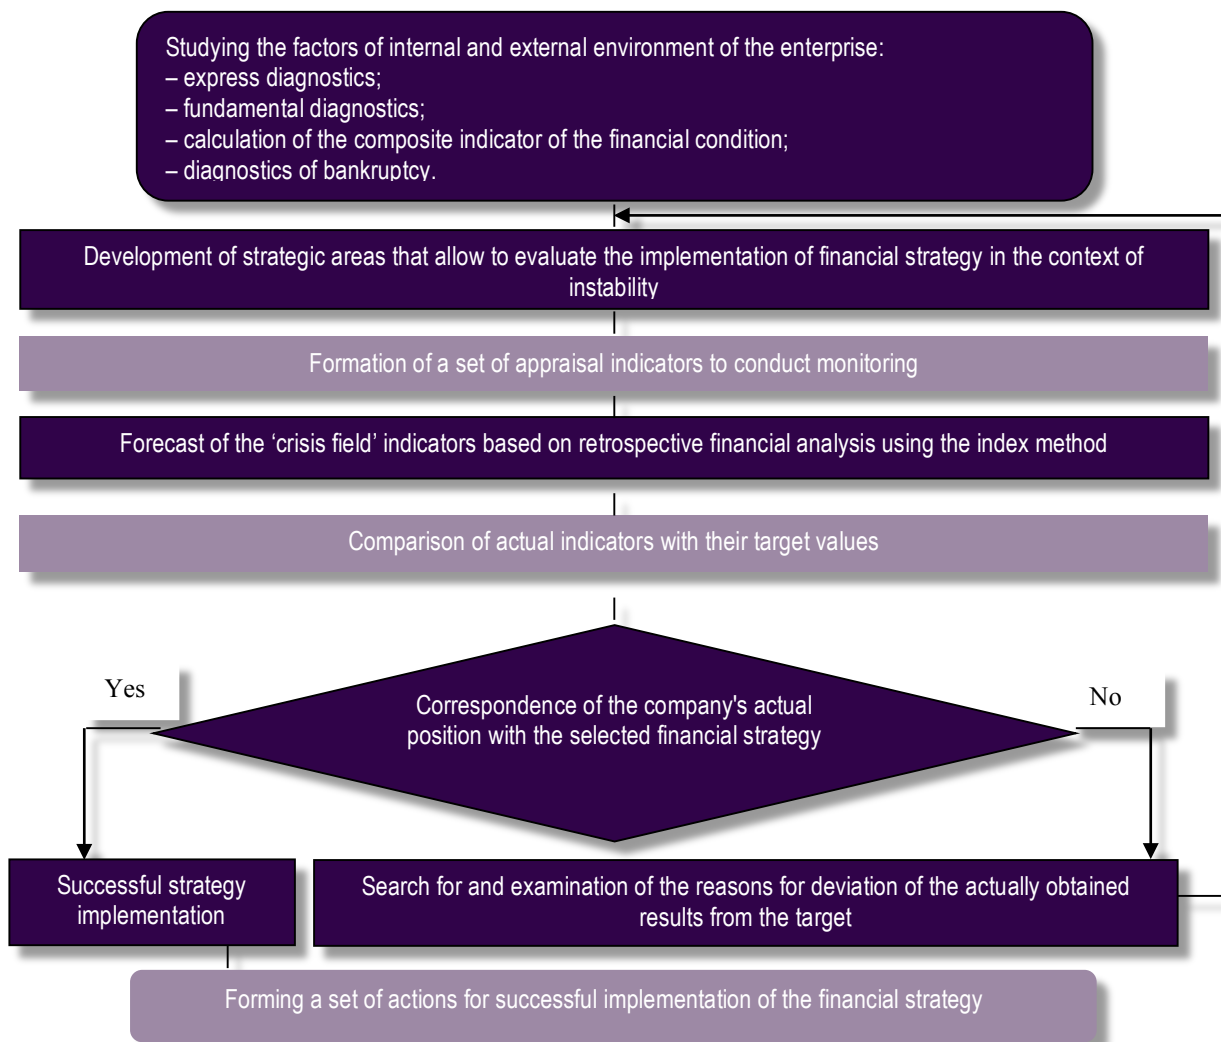 Studying the factors of internal and external environment of the enterprise:
– express diagnostics;
– fundamental diagnostics;
– calculation of the composite indicator of the financial condition;
– diagnostics of bankruptcy.
Development of strategic areas that allow to evaluate the implementation of financial strategy in the context of
instability
Formation of a set of appraisal indicators to conduct monitoring
Forecast of the ‘crisis field’ indicators based on retrospective financial analysis using the index method
Comparison of actual indicators with their target values
Yes
Correspondence of the company's actual
position with the selected financial strategy
No
Successful strategy
implementation
Search for and examination of the reasons for deviation of the actually obtained
results from the target
Forming a set of actions for successful implementation of the financial strategy